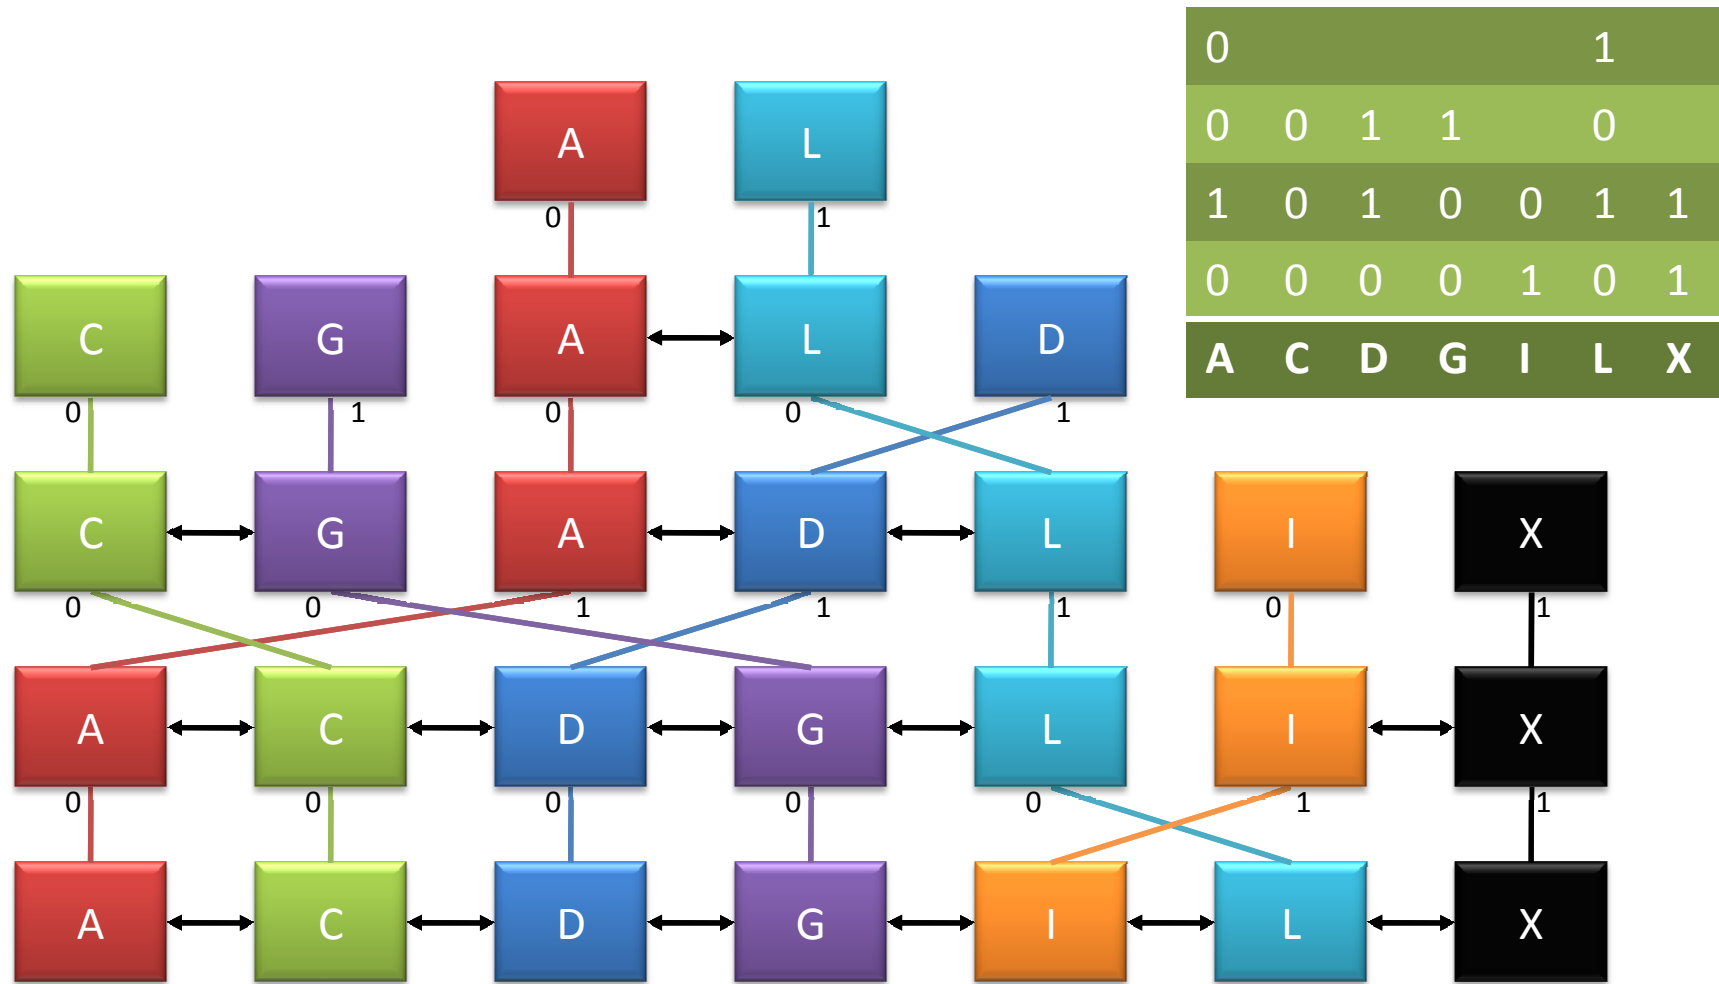 0 1
0 0 1 1 0
1 0 1 0 0 1 1
0 0 0 0 1 0 1
A C D G I L X
A L
0 1
C G A L D
0 1 0 0 1
C G A D L I X
0 0 1 1 1 0 1
A C D G L I X
0 0 0 0 0 1 1
A C D G I L X